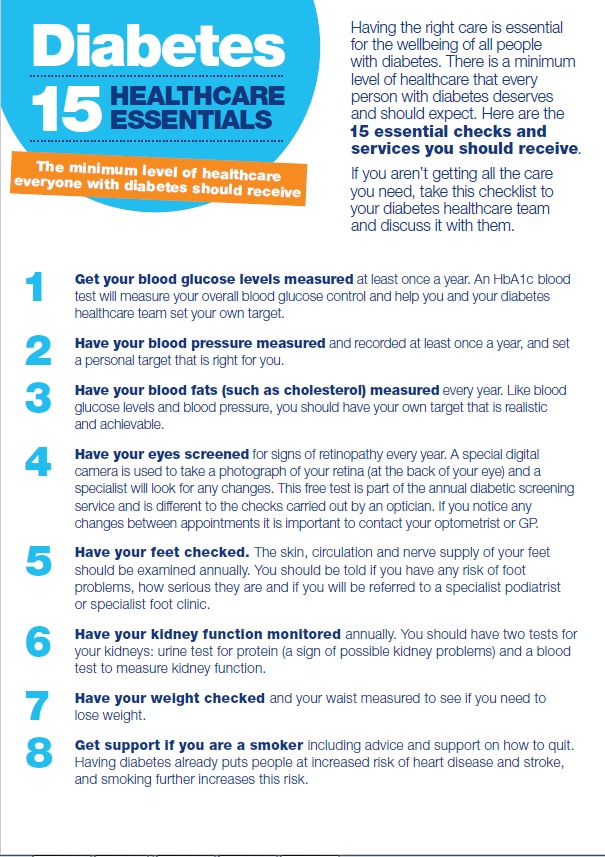 Diabetes
15 HEALTHCARE
ESSENTIALS
The minimum level of healthcare
everyone with diabetes should receive
Having the right care is essential
for the wellbeing of all people
with diabetes. There is a minimum
level of healthcare that every
person with diabetes deserves
and should expect. Here are the
15 essential checks and
services you should receive.
If you aren't getting all the care
you need, take this checklist to
your diabetes healthcare team
and discuss it with them.
1 Get your blood glucose levels measured at least once a year. An HbA1c blood
test will measure your overall blood glucose control and help you and your diabetes
healthcare team set your own target.
2 Have your blood pressure measured and recorded at least once a year, and set
a personal target that is right for you.
3 Have your blood fats (such as cholesterol) measured every year. Like blood
glucose levels and blood pressure, you should have your own target that is realistic
and achievable.
4 Have your eyes screened for signs of retinopathy every year. A special digital
camera is used to take a photograph of your retina (at the back of your eye) and a
specialist will look for any changes. This free test is part of the annual diabetic screening
service and is different to the checks carried out by an optician. If you notice any
changes between appointments it is important to contact your optometrist or GP.
5 Have your feet checked. The skin, circulation and nerve supply of your feet
should be examined annually. You should be told if you have any risk of foot
problems, how serious they are and if you will be referred to a specialist podiatrist
or specialist foot clinic.
6 Have your kidney function monitored annually. You should have two tests for
your kidneys: urine test for protein (a sign of possible kidney problems) and a blood
test to measure kidney function.
7 Have your weight checked and your waist measured to see if you need to
lose weight.
8 Get support if you are a smoker including advice and support on how to quit.
Having diabetes already puts people at increased risk of heart disease and stroke,
and smoking further increases this risk.